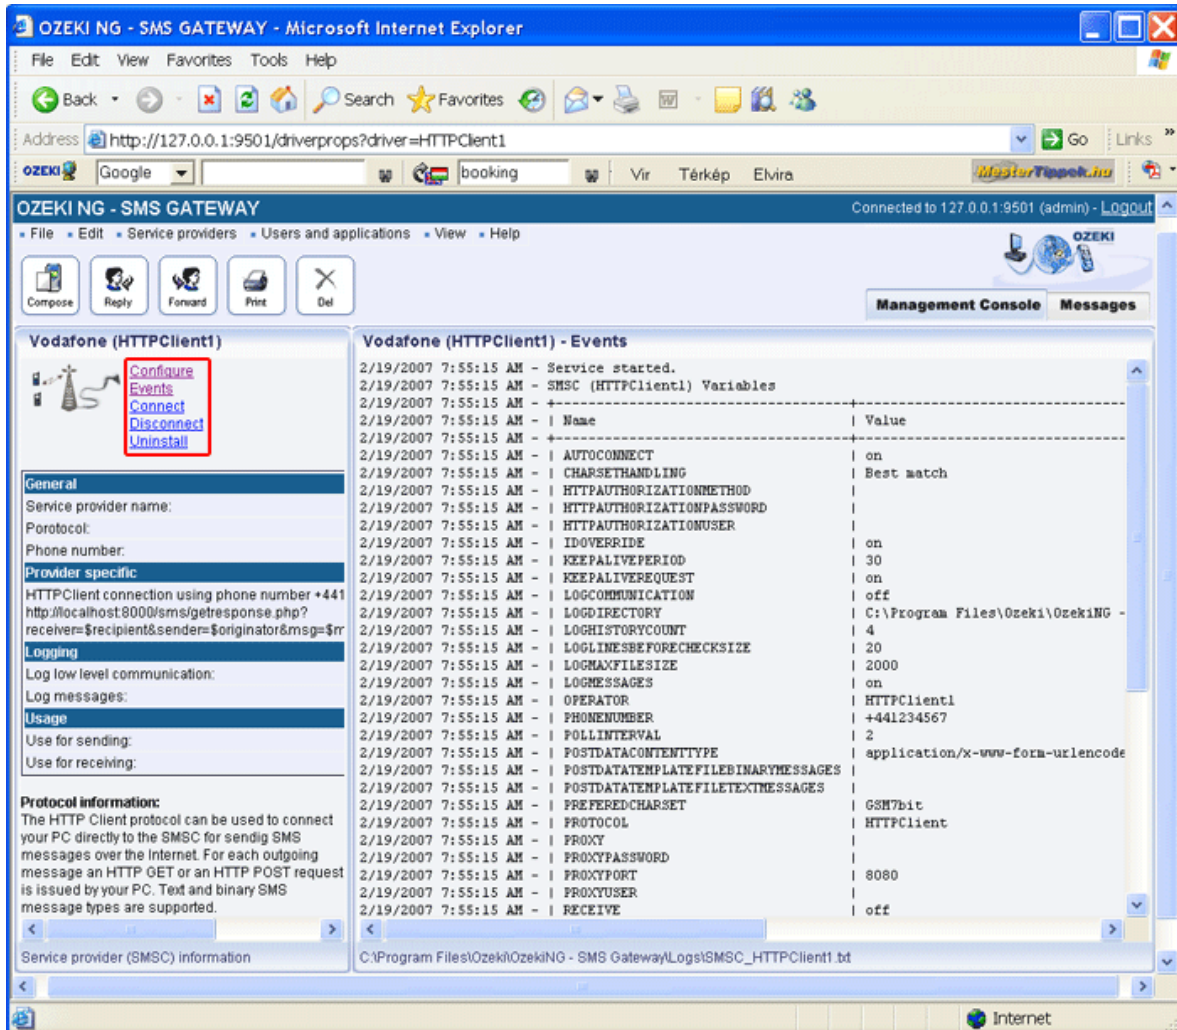 OZEKI NG - SMS GATEWAY - Microsoft Internet Explorer
File Edit View Favorites Tools Help
Back Search Favorites
Address http://127.0.0.1:9501/driverprops?driver=HTTPClient1 Go Links »
OZEKI Google booking Vir Térkép Elvira MesterTippek.hu
OZEKI NG - SMS GATEWAY Connected to 127.0.0.1:9501 (admin) - Logout
File Edit Service providers Users and applications View Help
OZEKI
Compose Reply Forward Print Del
Management Console Messages
Vodafone (HTTPClient1)
Configure
Events
Connect
Disconnect
Uninstall
General
Service provider name:
Porotocol:
Phone number:
Provider specific
HTTPClient connection using phone number +441
http://localhost:8000/sms/getresponse.php?
receiver=$recipient&sender=$originator&msg=$m
Logging
Log low level communication:
Log messages:
Usage
Use for sending:
Use for receiving:
Protocol information:
The HTTP Client protocol can be used to connect
your PC directly to the SMSC for sendig SMS
messages over the Internet. For each outgoing
message an HTTP GET or an HTTP POST request
is issued by your PC. Text and binary SMS
message types are supported.
Service provider (SMSC) information
Vodafone (HTTPClient1) - Events
2/19/2007 7:55:15 AM - Service started.
2/19/2007 7:55:15 AM - SMSC (HTTPClient1) Variables
2/19/2007 7:55:15 AM - +--------------------------------------+----------------------------
2/19/2007 7:55:15 AM - | Name | Value
2/19/2007 7:55:15 AM - +--------------------------------------+----------------------------
2/19/2007 7:55:15 AM - | AUTOCONNECT | on
2/19/2007 7:55:15 AM - | CHARSETHANDLING | Best match
2/19/2007 7:55:15 AM - | HTTPAUTHORIZATIONMETHOD |
2/19/2007 7:55:15 AM - | HTTPAUTHORIZATIONPASSWORD |
2/19/2007 7:55:15 AM - | HTTPAUTHORIZATIONUSER |
2/19/2007 7:55:15 AM - | IDOVERRIDE | on
2/19/2007 7:55:15 AM - | KEEPALIVEPERIOD | 30
2/19/2007 7:55:15 AM - | KEEPALIVEREQUEST | on
2/19/2007 7:55:15 AM - | LOGCOMMUNICATION | off
2/19/2007 7:55:15 AM - | LOGDIRECTORY | C:\Program Files\Ozeki\OzekiNG -
2/19/2007 7:55:15 AM - | LOGHISTORYCOUNT | 4
2/19/2007 7:55:15 AM - | LOGLINESBEFORECHECKSIZE | 20
2/19/2007 7:55:15 AM - | LOGMAXFILESIZE | 2000
2/19/2007 7:55:15 AM - | LOGMESSAGES | on
2/19/2007 7:55:15 AM - | OPERATOR | HTTPClient1
2/19/2007 7:55:15 AM - | PHONENUMBER | +441234567
2/19/2007 7:55:15 AM - | POLLINTERVAL | 2
2/19/2007 7:55:15 AM - | POSTDATACONTENTTYPE | application/x-www-form-urlencode
2/19/2007 7:55:15 AM - | POSTDATATEMPLATEFILEBINARYMESSAGES |
2/19/2007 7:55:15 AM - | POSTDATATEMPLATEFILETEXTMESSAGES |
2/19/2007 7:55:15 AM - | PREFEREDCHARSET | GSM7bit
2/19/2007 7:55:15 AM - | PROTOCOL | HTTPClient
2/19/2007 7:55:15 AM - | PROXY |
2/19/2007 7:55:15 AM - | PROXYPASSWORD |
2/19/2007 7:55:15 AM - | PROXYPORT | 8080
2/19/2007 7:55:15 AM - | PROXYUSER |
2/19/2007 7:55:15 AM - | RECEIVE | off
C:\Program Files\Ozeki\OzekiNG - SMS Gateway\Logs\SMSC_HTTPClient1.txt
Internet